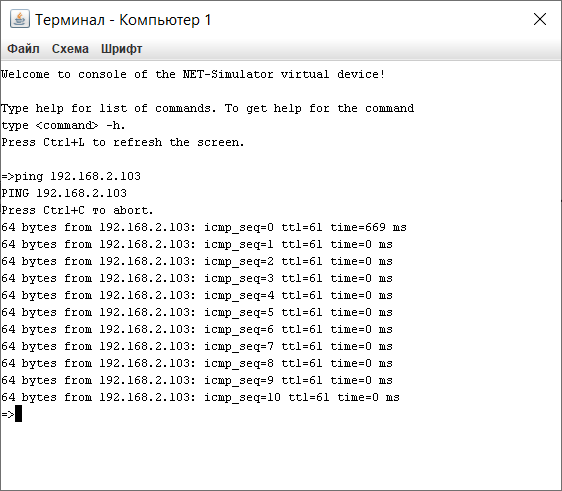 Терминал - Компьютер 1
Файл Схема Шрифт
Welcome to console of the NET-Simulator virtual device!
Type help for list of commands. To get help for the command
type <command> -h.
Press Ctrl+L to refresh the screen.
=>ping 192.168.2.103
PING 192.168.2.103
Press Ctrl+C то abort.
64 bytes from 192.168.2.103: icmp_seq=0 ttl=61 time=669 ms
64 bytes from 192.168.2.103: icmp_seq=1 ttl=61 time=0 ms
64 bytes from 192.168.2.103: icmp_seq=2 ttl=61 time=0 ms
64 bytes from 192.168.2.103: icmp_seq=3 ttl=61 time=0 ms
64 bytes from 192.168.2.103: icmp_seq=4 ttl=61 time=0 ms
64 bytes from 192.168.2.103: icmp_seq=5 ttl=61 time=0 ms
64 bytes from 192.168.2.103: icmp_seq=6 ttl=61 time=0 ms
64 bytes from 192.168.2.103: icmp_seq=7 ttl=61 time=0 ms
64 bytes from 192.168.2.103: icmp_seq=8 ttl=61 time=0 ms
64 bytes from 192.168.2.103: icmp_seq=9 ttl=61 time=0 ms
64 bytes from 192.168.2.103: icmp_seq=10 ttl=61 time=0 ms
=>